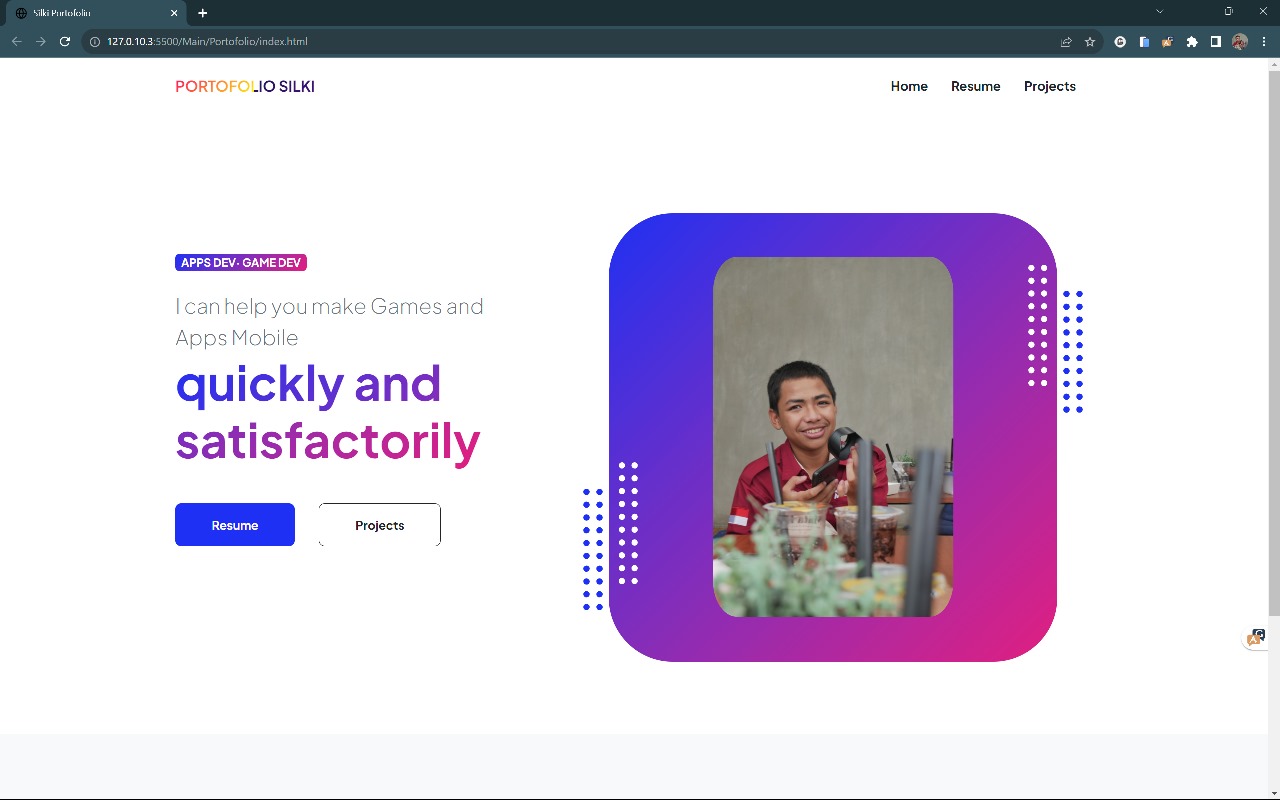 Silki Portofoliu
127.0.10.3:5500/Main/Portofolio/index.html
PORTOFOLIO SILKI
Home Resume Projects
APPS DEV· GAME DEV
I can help you make Games and
Apps Mobile
quickly and
satisfactorily
Resume Projects